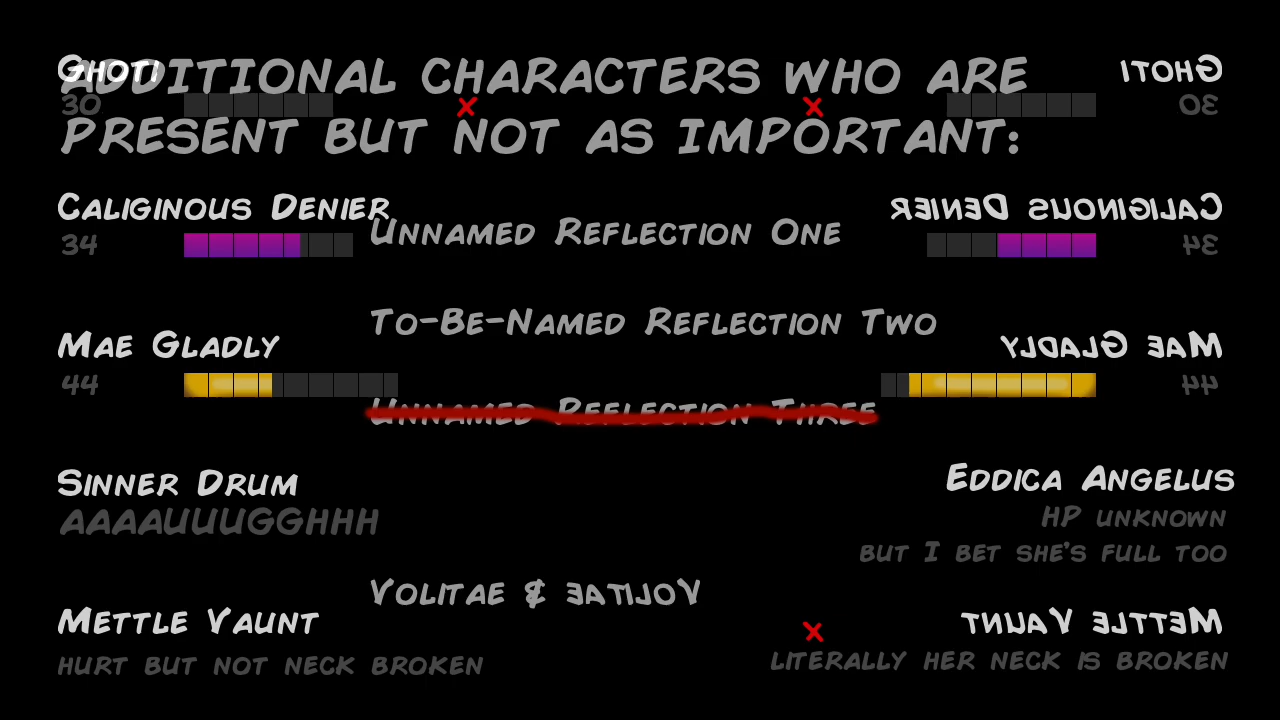 ADDITIONAL CHARACTERS WHO ARE
PRESENT BUT NOT AS IMPORTANT:
GHOTI
30
GHOTI
30
CALIGINOUS DENIER
34
CALIGINOUS DENIER
34
UNNAMED REFLECTION ONE
TO-BE-NAMED REFLECTION TWO
MAE GLADLY
44
MAE GLADLY
44
UNNAMED REFLECTION THREE
SINNER DRUM
AAAAUUUGGHHH
EDDICA ANGELUS
HP UNKNOWN
BUT I BET SHE'S FULL TOO
VOLITAE & VOLITAE
METTLE VAUNT
HURT BUT NOT NECK BROKEN
METTLE VAUNT
LITERALLY HER NECK IS BROKEN